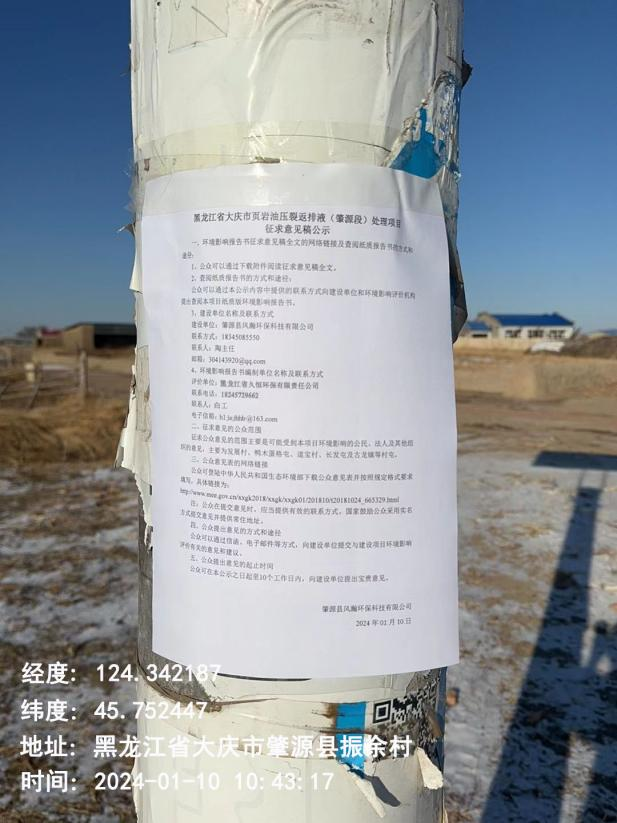 黑龙江省大庆市页岩油压裂返排液（肇源段）处理项目
征求意见稿公示
一、环境影响报告书征求意见稿全文的网络链接及查阅纸质报告书的方式和
途径：
1、公众可以通过下载附件阅读征求意见稿全文。
2、查阅纸质报告书的方式和途径：
公众可以通过本公示内容中提供的联系方式向建设单位和环境影响评价机构
提出查阅本项目纸质版环境影响报告书。
3、建设单位名称及联系方式
建设单位：肇源县风瀚环保科技有限公司
联系方式：18345085550
联系人：陶主任
邮箱：304143920@qq.com
4、环境影响报告书编制单位名称及联系方式
评价单位：黑龙江省久恒环保有限责任公司
联系电话：18249729662
联系人：白工
电子信箱：@163.com
二、征求意见的公众范围
征求公众意见的范围主要是可能受到本项目环境影响的公民、法人及其他组
织的意见，主要为发展村、鸭木蛋格屯、道宝村、长发屯及古龙镇等村屯。
三、公众意见表的网络链接
公众可登陆中华人民共和国生态环境部下载公众意见表并按照规定格式要求
填写，具体链接为：
http://www.mee.gov.cn/xxgk2018/xxgk/xxgk01/201810/t20181024_665329.html
注：公众在提交意见时，应当提供有效的联系方式。国家鼓励公众采用实名
方式提交意见并提供常住地址。
四、公众提出意见的方式和途径
公众可以通过信函、电子邮件等方式，向建设单位提交与建设项目环境影响
评价有关的意见和建议。
五、公众提出意见的起止时间
公众可在本公示之日起至10个工作日内，向建设单位提出宝贵意见。
肇源县风瀚环保科技有限公司
2024 年 01 月 10 日
经度: 124.342187
纬度: 45.752447
地址: 黑龙江省大庆市肇源县振余村
时间: 2024-01-10 10:43:17